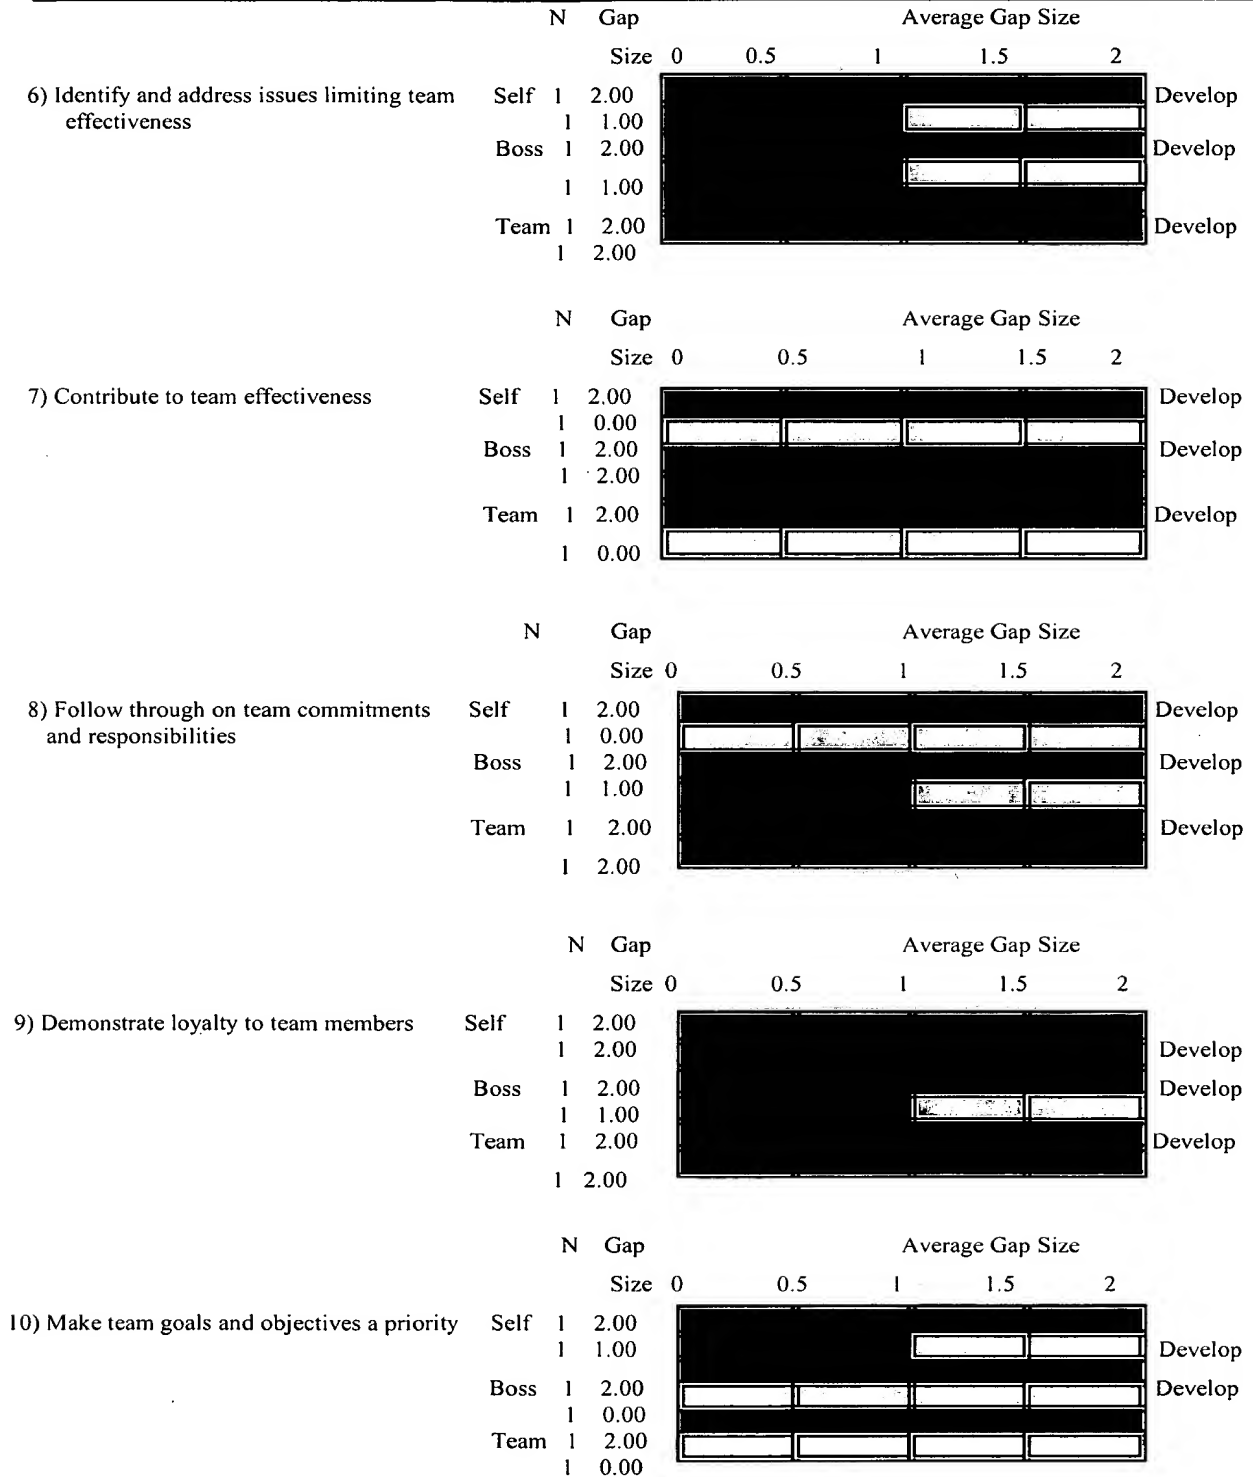 N Gap Average Gap Size
Size 0 0.5 1 1.5 2
6) Identify and address issues limiting team Self 1 2.00 Develop
effectiveness 1 1.00
Boss 1 2.00 Develop
1 1.00
Team 1 2.00 Develop
1 2.00
N Gap Average Gap Size
Size 0 0.5 1 1.5 2
7) Contribute to team effectiveness Self 1 2.00 Develop
1 0.00
Boss 1 2.00 Develop
1 2.00
Team 1 2.00 Develop
1 0.00
N Gap Average Gap Size
Size 0 0.5 1 1.5 2
8) Follow through on team commitments Self 1 2.00 Develop
and responsibilities 1 0.00
Boss 1 2.00 Develop
1 1.00
Team 1 2.00 Develop
1 2.00
N Gap Average Gap Size
Size 0 0.5 1 1.5 2
9) Demonstrate loyalty to team members Self 1 2.00
1 2.00 Develop
Boss 1 2.00 Develop
1 1.00
Team 1 2.00 Develop
1 2.00
N Gap Average Gap Size
Size 0 0.5 1 1.5 2
10) Make team goals and objectives a priority Self 1 2.00
1 1.00 Develop
Boss 1 2.00 Develop
1 0.00
Team 1 2.00
1 0.00